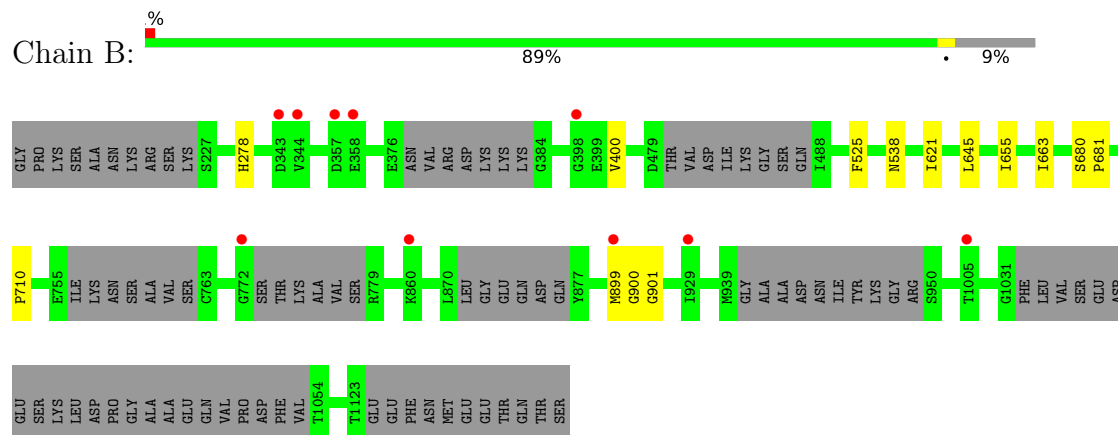 .%
Chain B:
89%
•
9%
GLY PRO LYS SER ALA ASN LYS ARG SER LYS S227 H278 D343 V344 D357 E358 E376 ASN VAL ARG ASP LYS LYS LYS G384 G398 E399 V400 D479 THR VAL ASP ILE LYS GLY SER GLN I488 F525 N538 I621 L645 I655 I663 S680 P681
P710 E755 ILE LYS ASN SER ALA VAL SER C763 G772 SER THR LYS ALA VAL SER R779 K860 L870 LEU GLY GLU GLN ASP GLN Y877 M899 G900 G901 I929 M939 GLY ALA ALA ASP ASN ILE TYR LYS GLY ARG S950 T1005 G1031 PHE LEU VAL SER GLU ASP
GLU SER LYS LEU ASP PRO GLY ALA ALA GLU GLN VAL PRO ASP PHE VAL T1054 T1123 GLU GLU PHE ASN MET GLU GLU THR GLN THR SER